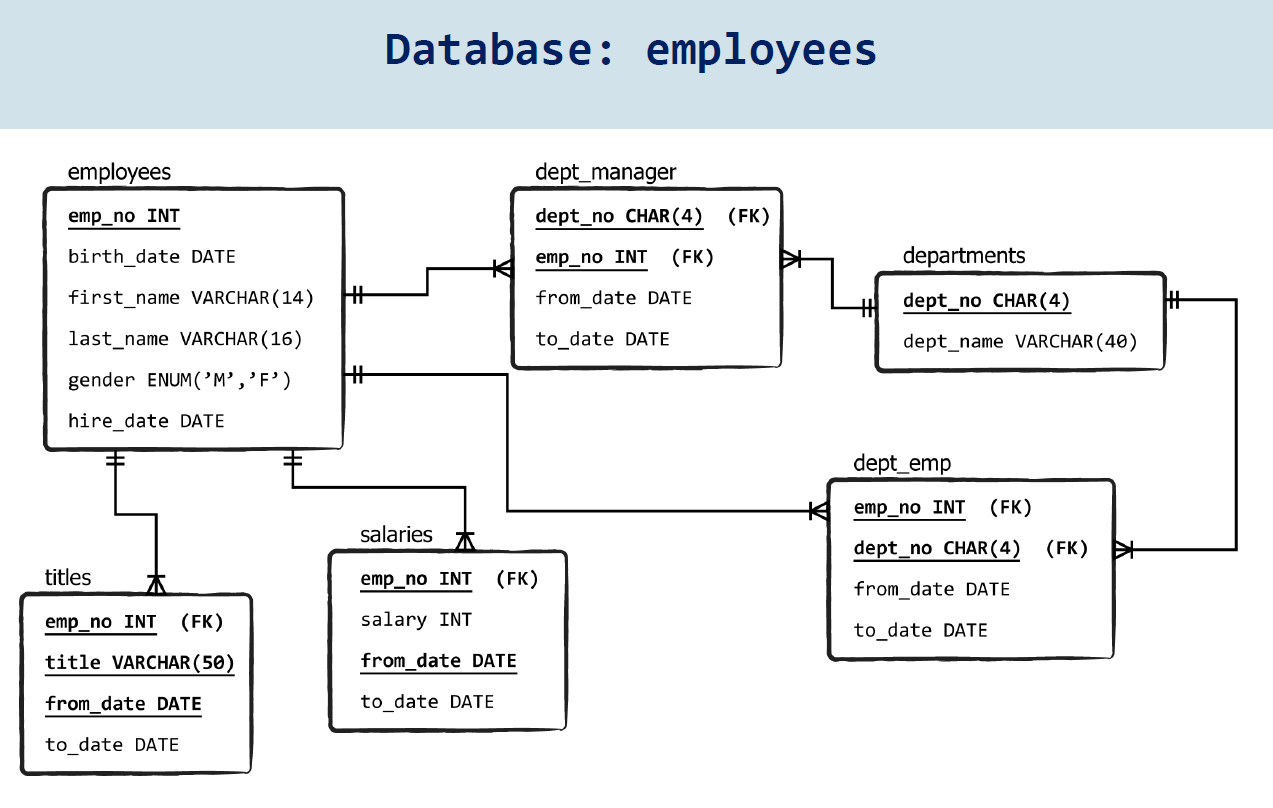 Database: employees
employees
emp_no INT
birth_date DATE
first_name VARCHAR(14)
last_name VARCHAR(16)
gender ENUM(’M’,’F’)
hire_date DATE
dept_manager
dept_no CHAR(4) (FK)
emp_no INT (FK)
from_date DATE
to_date DATE
departments
dept_no CHAR(4)
dept_name VARCHAR(40)
dept_emp
emp_no INT (FK)
dept_no CHAR(4) (FK)
from_date DATE
to_date DATE
salaries
emp_no INT (FK)
salary INT
from_date DATE
to_date DATE
titles
emp_no INT (FK)
title VARCHAR(50)
from_date DATE
to_date DATE